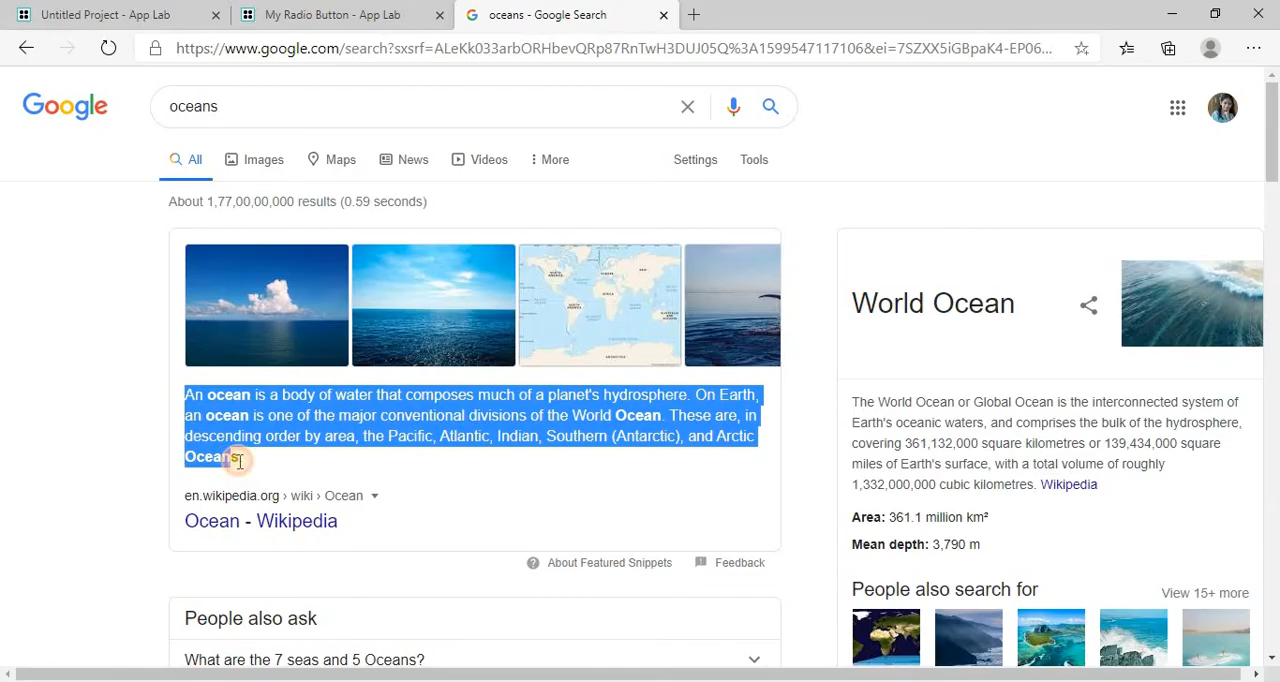 Untitled Project - App Lab
My Radio Button - App Lab
oceans - Google Search
https://www.google.com/search?sxsrf=ALeKk033arbORHbevQRp87RnTwH3DUJ05Q%3A1599547117106&ei=7SZXX5iGBpaK4-EP06...
Google
oceans
All
Images
Maps
News
Videos
More
Settings
Tools
About 1,77,00,00,000 results (0.59 seconds)
An ocean is a body of water that composes much of a planet's hydrosphere. On Earth,
an ocean is one of the major conventional divisions of the World Ocean. These are, in
descending order by area, the Pacific, Atlantic, Indian, Southern (Antarctic), and Arctic
Oceans
en.wikipedia.org › wiki › Ocean
Ocean - Wikipedia
About Featured Snippets
Feedback
People also ask
What are the 7 seas and 5 Oceans?
World Ocean
The World Ocean or Global Ocean is the interconnected system of
Earth's oceanic waters, and comprises the bulk of the hydrosphere,
covering 361,132,000 square kilometres or 139,434,000 square
miles of Earth's surface, with a total volume of roughly
1,332,000,000 cubic kilometres. Wikipedia
Area: 361.1 million km²
Mean depth: 3,790 m
People also search for
View 15+ more